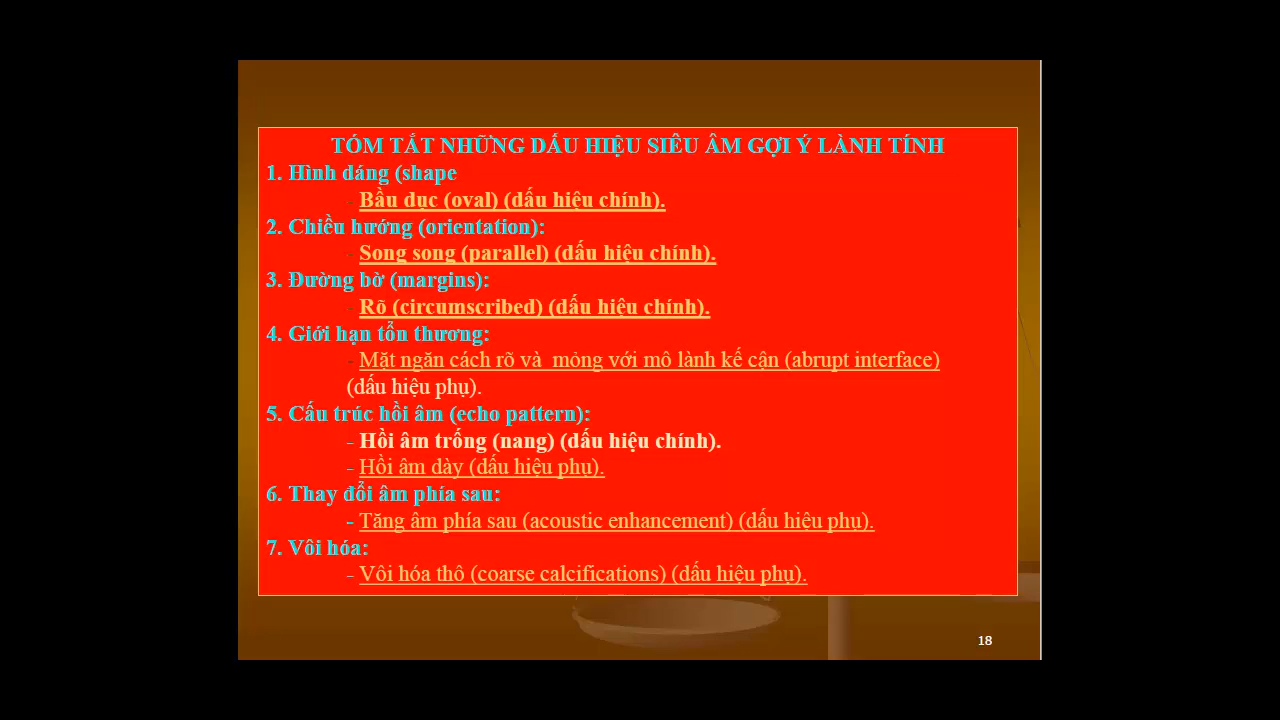 TÓM TẮT NHỮNG DẤU HIỆU SIÊU ÂM GỢI Ý LÀNH TÍNH
1. Hình dáng (shape
- Bầu dục (oval) (dấu hiệu chính).
2. Chiều hướng (orientation):
- Song song (parallel) (dấu hiệu chính).
3. Đường bờ (margins):
- Rõ (circumscribed) (dấu hiệu chính).
4. Giới hạn tổn thương:
- Mặt ngăn cách rõ và mỏng với mô lành kế cận (abrupt interface)
(dấu hiệu phụ).
5. Cấu trúc hồi âm (echo pattern):
- Hồi âm trống (nang) (dấu hiệu chính).
- Hồi âm dày (dấu hiệu phụ).
6. Thay đổi âm phía sau:
- Tăng âm phía sau (acoustic enhancement) (dấu hiệu phụ).
7. Vôi hóa:
- Vôi hóa thô (coarse calcifications) (dấu hiệu phụ).
18